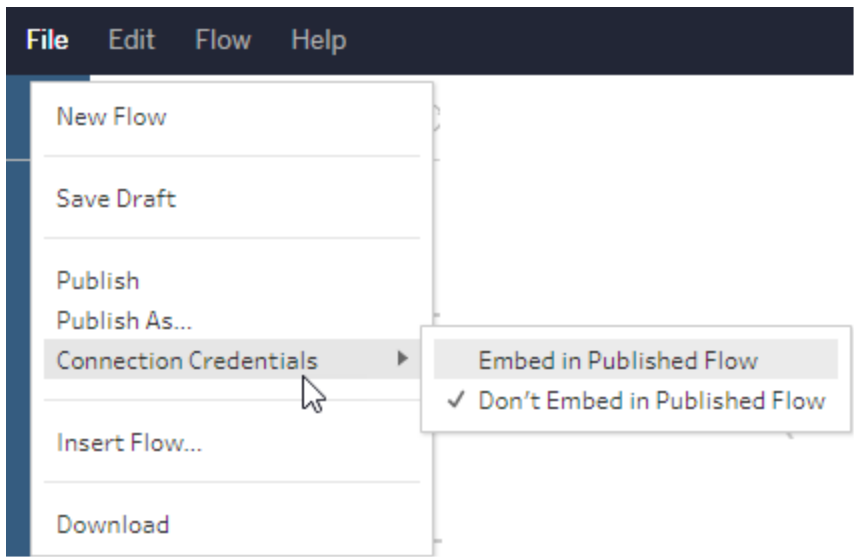 File Edit Flow Help
New Flow
Save Draft
Publish
Publish As...
Connection Credentials
Embed in Published Flow
✓ Don't Embed in Published Flow
Insert Flow...
Download